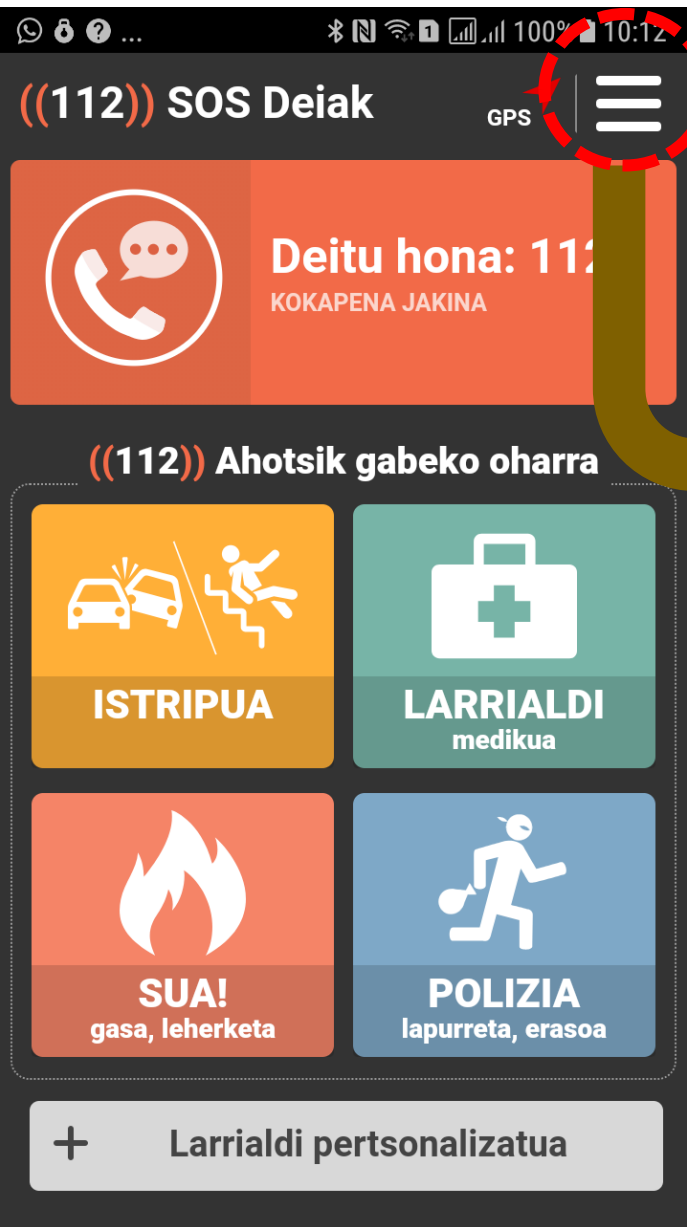 ... 1 100% 10:12
((112)) SOS Deiak
GPS
Deitu hona: 112
KOKAPENA JAKINA
((112)) Ahotsik gabeko oharra
ISTRIPUA
LARRIALDI
medikua
SUA!
gasa, leherketa
POLIZIA
lapurreta, erasoa
+ Larrialdi pertsonalizatua